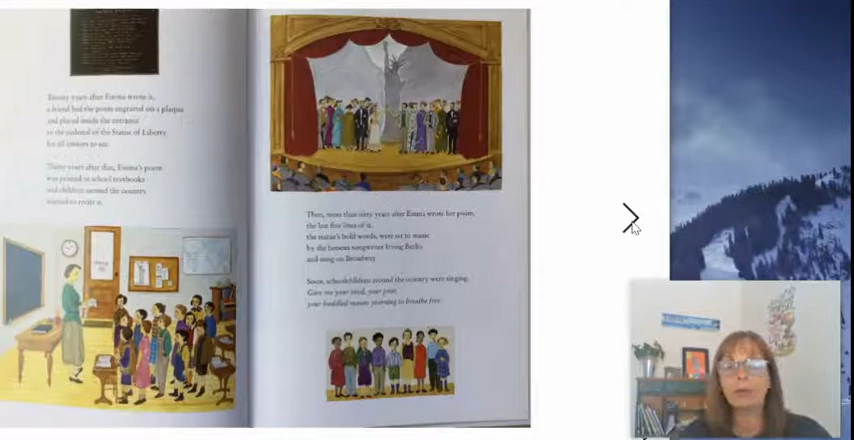 Twenty years after Emma wrote it,
a friend had the poem engraved on a plaque
and placed inside the entrance
to the pedestal of the Statue of Liberty
for all visitors to see.
Thirty years after that, Emma's poem
was printed in school textbooks
and children around the country
started to recite it.
Then, more than sixty years after Emma wrote her poem,
the last five lines of it,
the statue's bold words, were set to music
by the famous songwriter Irving Berlin
and sung on Broadway.
Soon, schoolchildren around the country were singing,
Give me your tired, your poor,
your huddled masses yearning to breathe free.